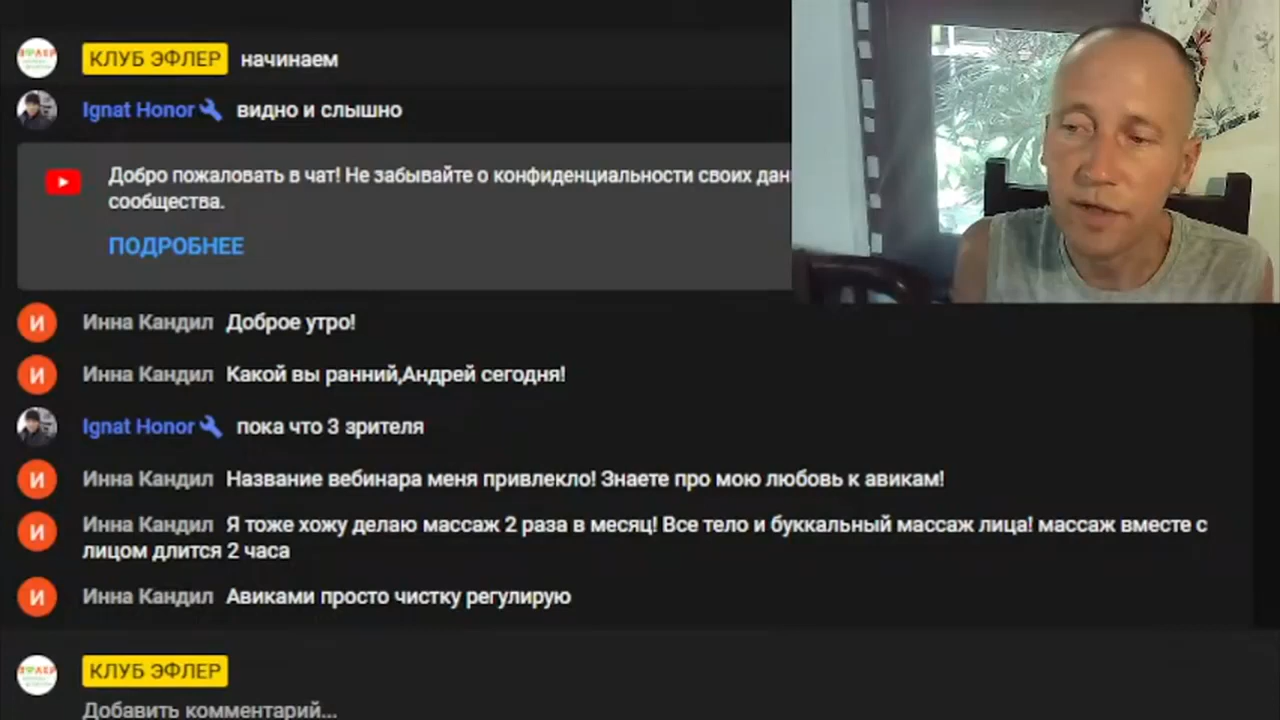 КЛУБ ЭФЛЕР начинаем
Ignat Honor видно и слышно
Добро пожаловать в чат! Не забывайте о конфиденциальности своих
сообщества.
ПОДРОБНЕЕ
И Инна Кандил Доброе утро!
И Инна Кандил Какой вы ранний,Андрей сегодня!
Ignat Honor пока что 3 зрителя
И Инна Кандил Название вебинара меня привлекло! Знаете про мою любовь к авикам!
И Инна Кандил Я тоже хожу делаю массаж 2 раза в месяц! Все тело и буккальный массаж лица! массаж вместе с
лицом длится 2 часа
И Инна Кандил Авиками просто чистку регулирую
КЛУБ ЭФЛЕР
Добавить комментарий...